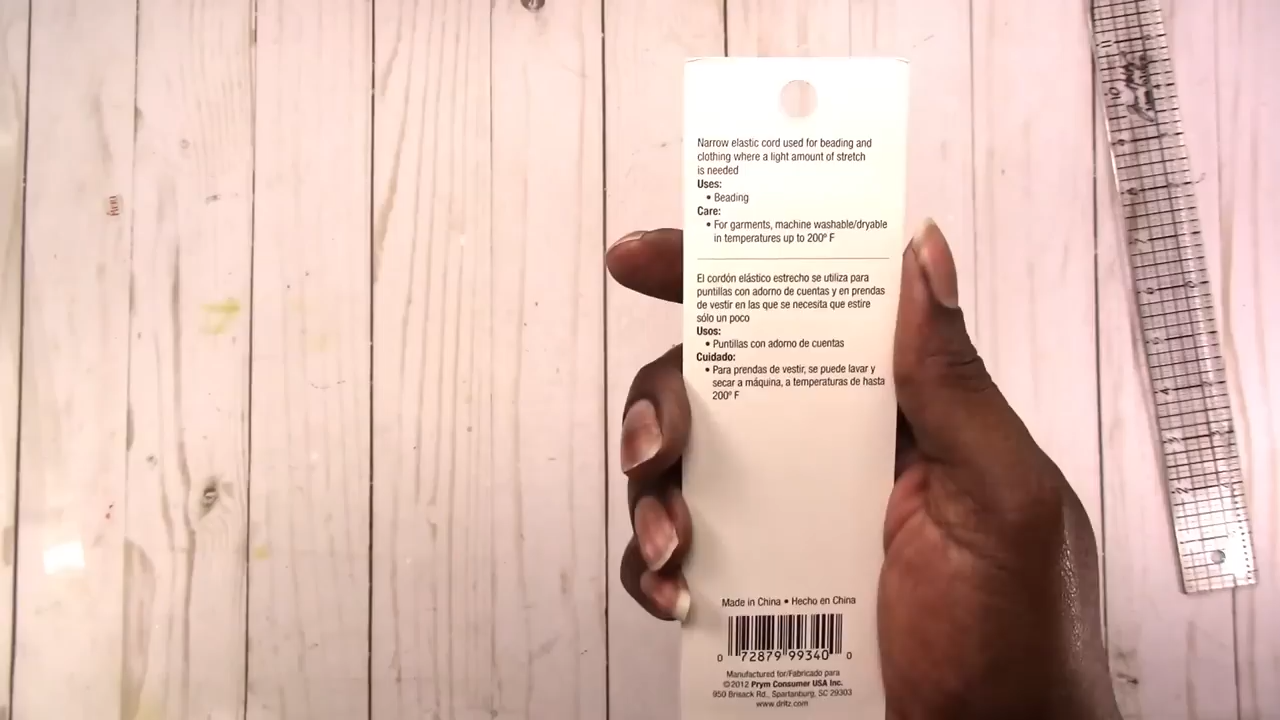 Narrow elastic cord used for beading and
clothing where a light amount of stretch
is needed
Uses:
• Beading
Care:
• For garments, machine washable/dryable
in temperatures up to 200º F
El cordón elástico estrecho se utiliza para
puntillas con adorno de cuentas y en prendas
de vestir en las que se necesita que estire
sólo un poco
Usos:
• Puntillas con adorno de cuentas
Cuidado:
• Para prendas de vestir, se puede lavar y
secar a máquina, a temperaturas de hasta
200º F
Made in China • Hecho en China
0 72879 99340 0
Manufactured for/Fabricado para
©2012 Prym Consumer USA Inc.
950 Brisack Rd., Spartanburg, SC 29303
www.dritz.com